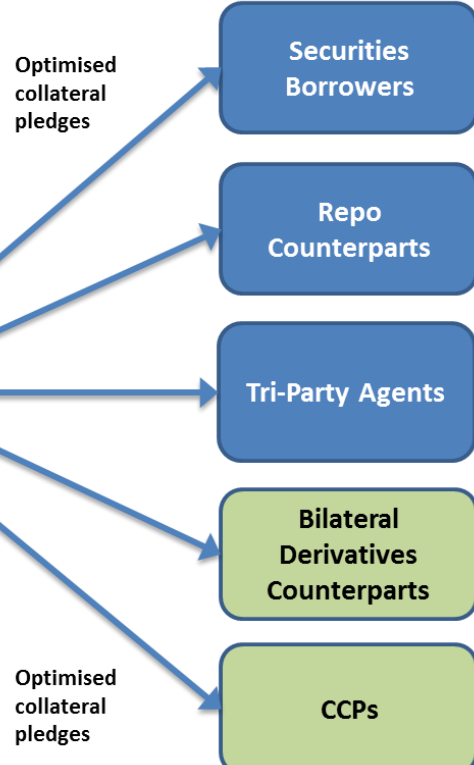 Optimised
collateral
pledges
Securities
Borrowers
Repo
Counterparts
Tri-Party Agents
Bilateral
Derivatives
Counterparts
Optimised
collateral
pledges
CCPs